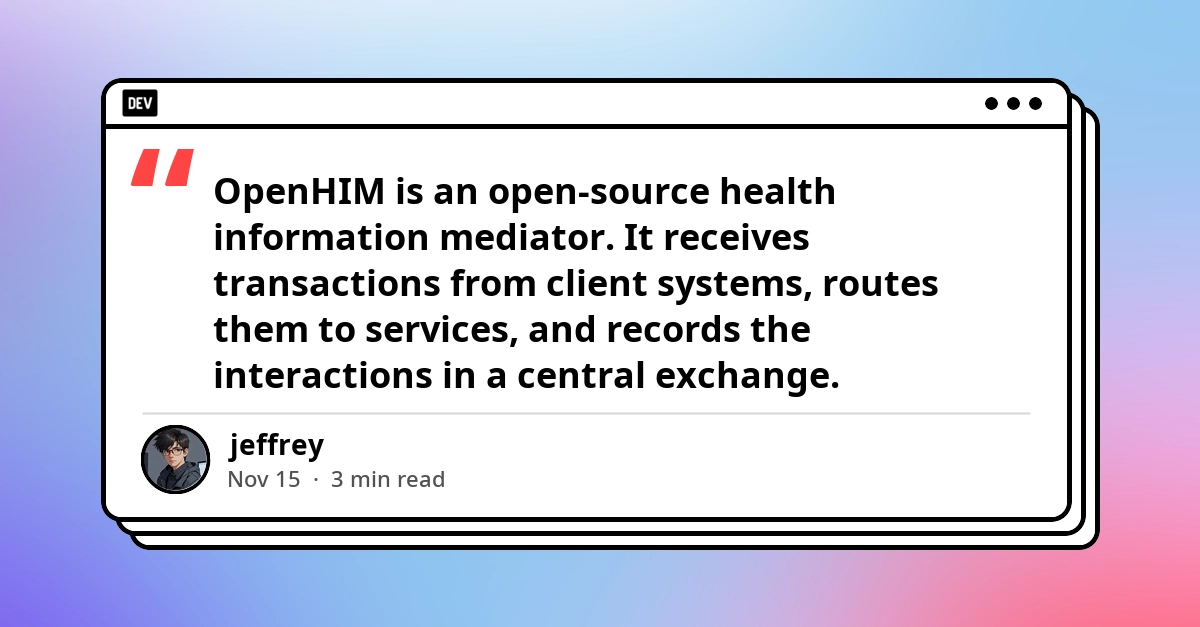 DEV
OpenHIM is an open-source health
information mediator. It receives
transactions from client systems, routes
them to services, and records the
interactions in a central exchange.
jeffrey
Nov 15 · 3 min read